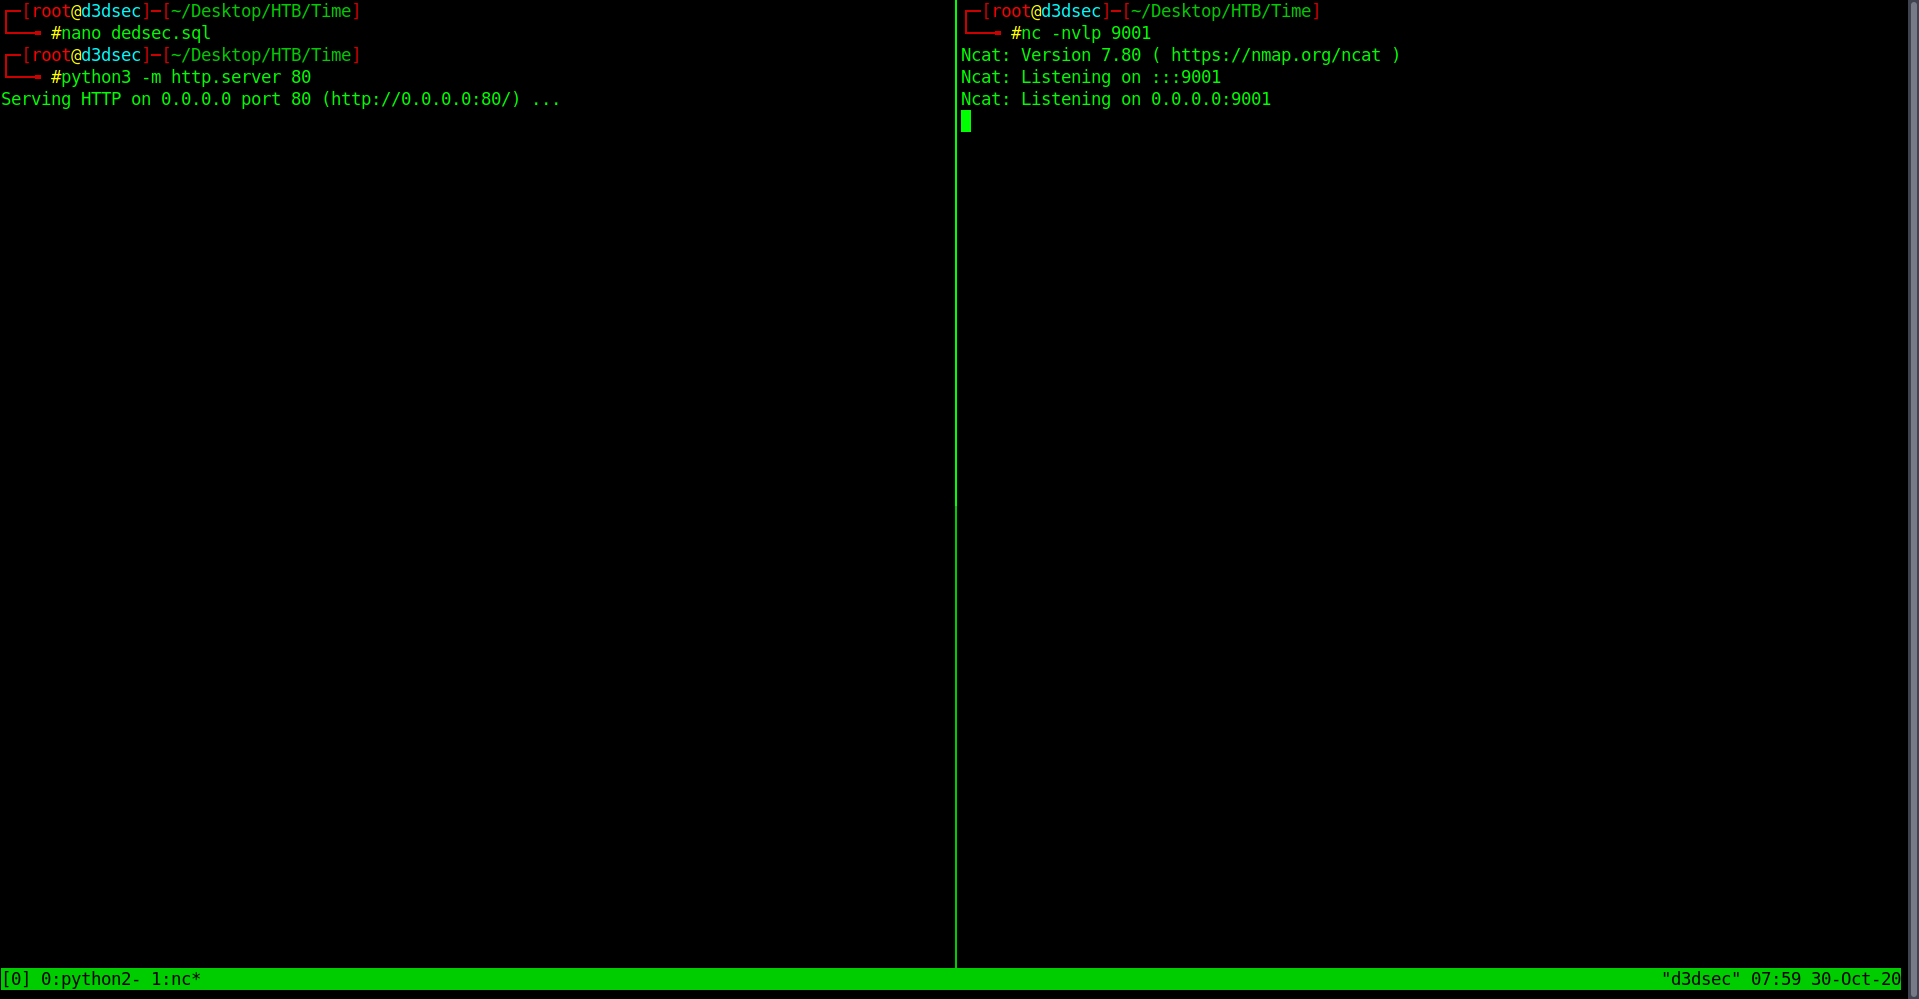 ┌─[root@d3dsec]─[~/Desktop/HTB/Time]
└──╼ #nano dedsec.sql
┌─[root@d3dsec]─[~/Desktop/HTB/Time]
└──╼ #python3 -m http.server 80
Serving HTTP on 0.0.0.0 port 80 (http://0.0.0.0:80/) ...
┌─[root@d3dsec]─[~/Desktop/HTB/Time]
└──╼ #nc -nvlp 9001
Ncat: Version 7.80 ( https://nmap.org/ncat )
Ncat: Listening on :::9001
Ncat: Listening on 0.0.0.0:9001
[0] 0:python2- 1:nc* "d3dsec" 07:59 30-Oct-20